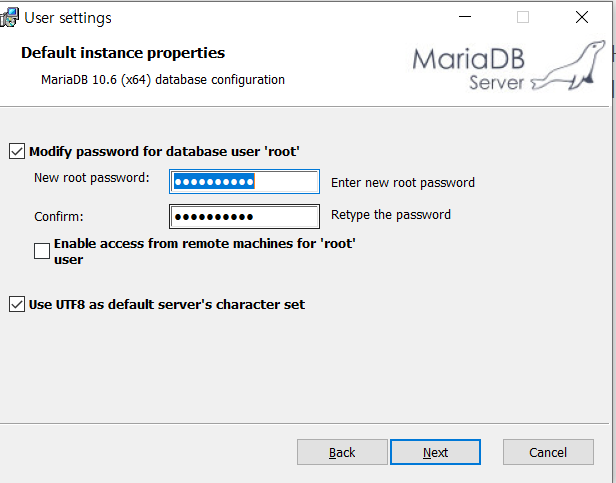 User settings
Default instance properties
MariaDB 10.6 (x64) database configuration
MariaDB
Server
Modify password for database user 'root'
New root password:
●●●●●●●●●●
Enter new root password
Confirm:
●●●●●●●●●●
Retype the password
Enable access from remote machines for 'root'
user
Use UTF8 as default server's character set
Back
Next
Cancel